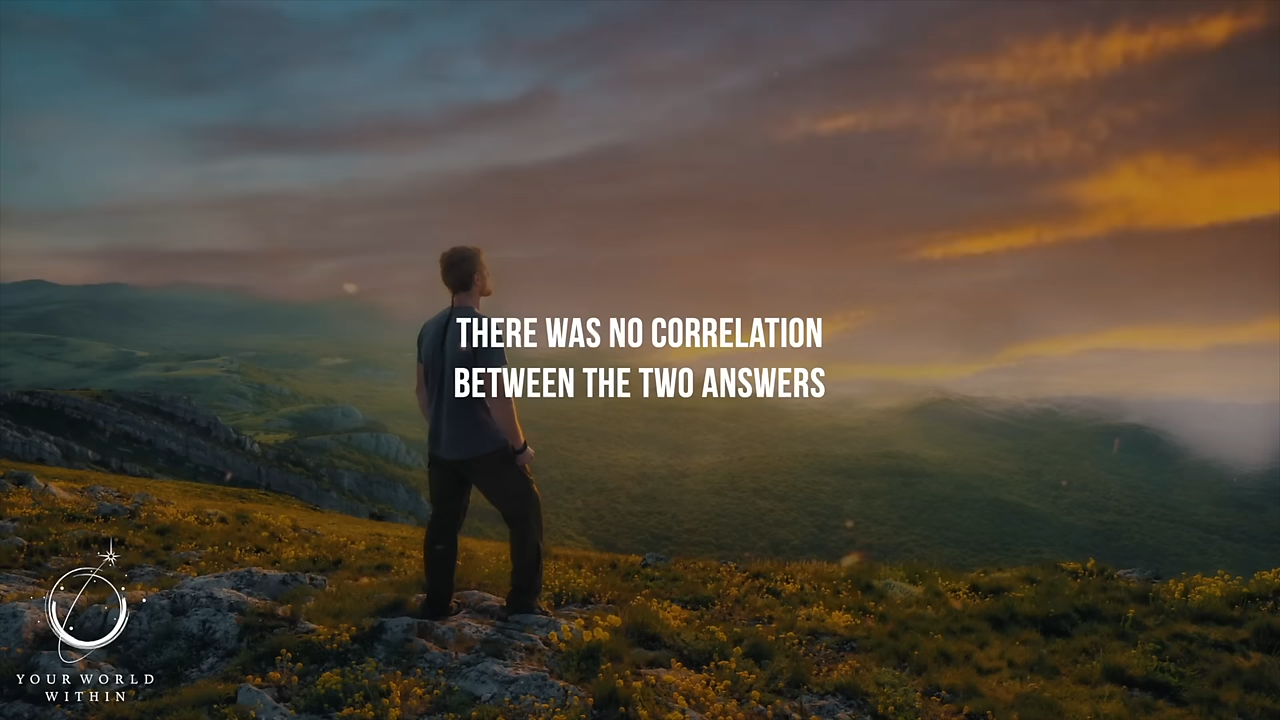 THERE WAS NO CORRELATION
BETWEEN THE TWO ANSWERS
YOUR WORLD
WITHIN